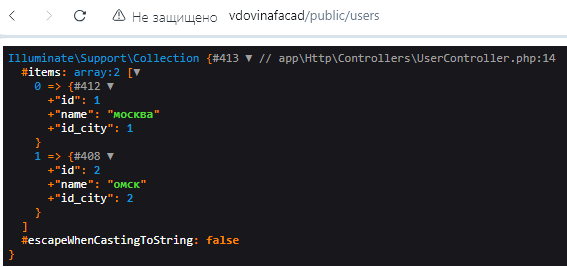 Не защищено vdovinafacad/public/users
Illuminate\Support\Collection {#413 ▼ // app\Http\Controllers\UserController.php:14
#items: array:2 [▼
0 => {#412 ▼
+"id": 1
+"name": "москва"
+"id_city": 1
}
1 => {#408 ▼
+"id": 2
+"name": "омск"
+"id_city": 2
}
]
#escapeWhenCastingToString: false
}